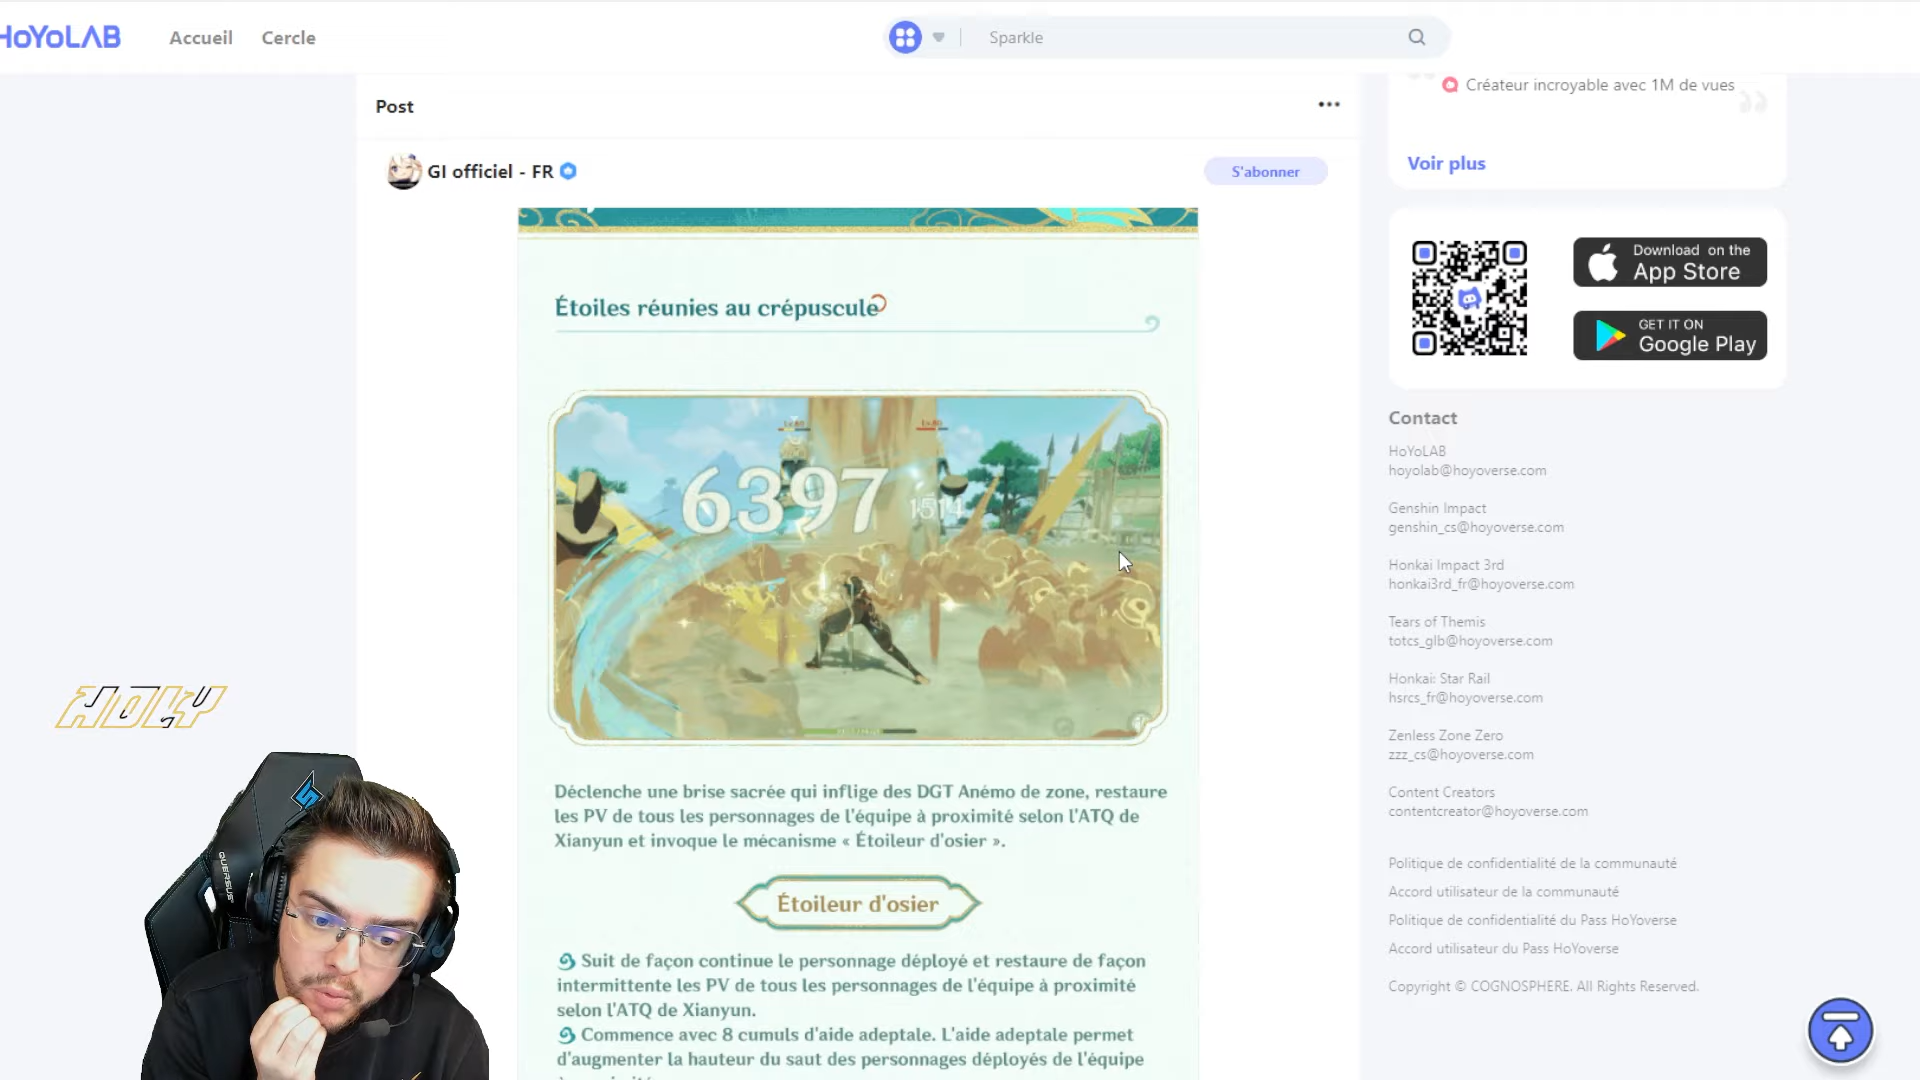 HoYoLAB
Accueil
Cercle
Sparkle
Post
Créateur incroyable avec 1M de vues
Voir plus
GI officiel - FR
S'abonner
Download on the
App Store
GET IT ON
Google Play
Étoiles réunies au crépuscule
Lv.80
Lv.80
6397
1514
Déclenche une brise sacrée qui inflige des DGT Anémo de zone, restaure
les PV de tous les personnages de l'équipe à proximité selon l'ATQ de
Xianyun et invoque le mécanisme « Étoileur d'osier ».
Étoileur d'osier
Suit de façon continue le personnage déployé et restaure de façon
intermittente les PV de tous les personnages de l'équipe à proximité
selon l'ATQ de Xianyun.
Commence avec 8 cumuls d'aide adeptale. L'aide adeptale permet
d'augmenter la hauteur du saut des personnages déployés de l'équipe
Contact
HoYoLAB
hoyolab@hoyoverse.com
Genshin Impact
genshin_cs@hoyoverse.com
Honkai Impact 3rd
honkai3rd_fr@hoyoverse.com
Tears of Themis
totcs_glb@hoyoverse.com
Honkai: Star Rail
hsrcs_fr@hoyoverse.com
Zenless Zone Zero
zzz_cs@hoyoverse.com
Content Creators
contentcreator@hoyoverse.com
Politique de confidentialité de la communauté
Accord utilisateur de la communauté
Politique de confidentialité du Pass HoYoverse
Accord utilisateur du Pass HoYoverse
Copyright © COGNOSPHERE. All Rights Reserved.
HOLY
QUERSUS